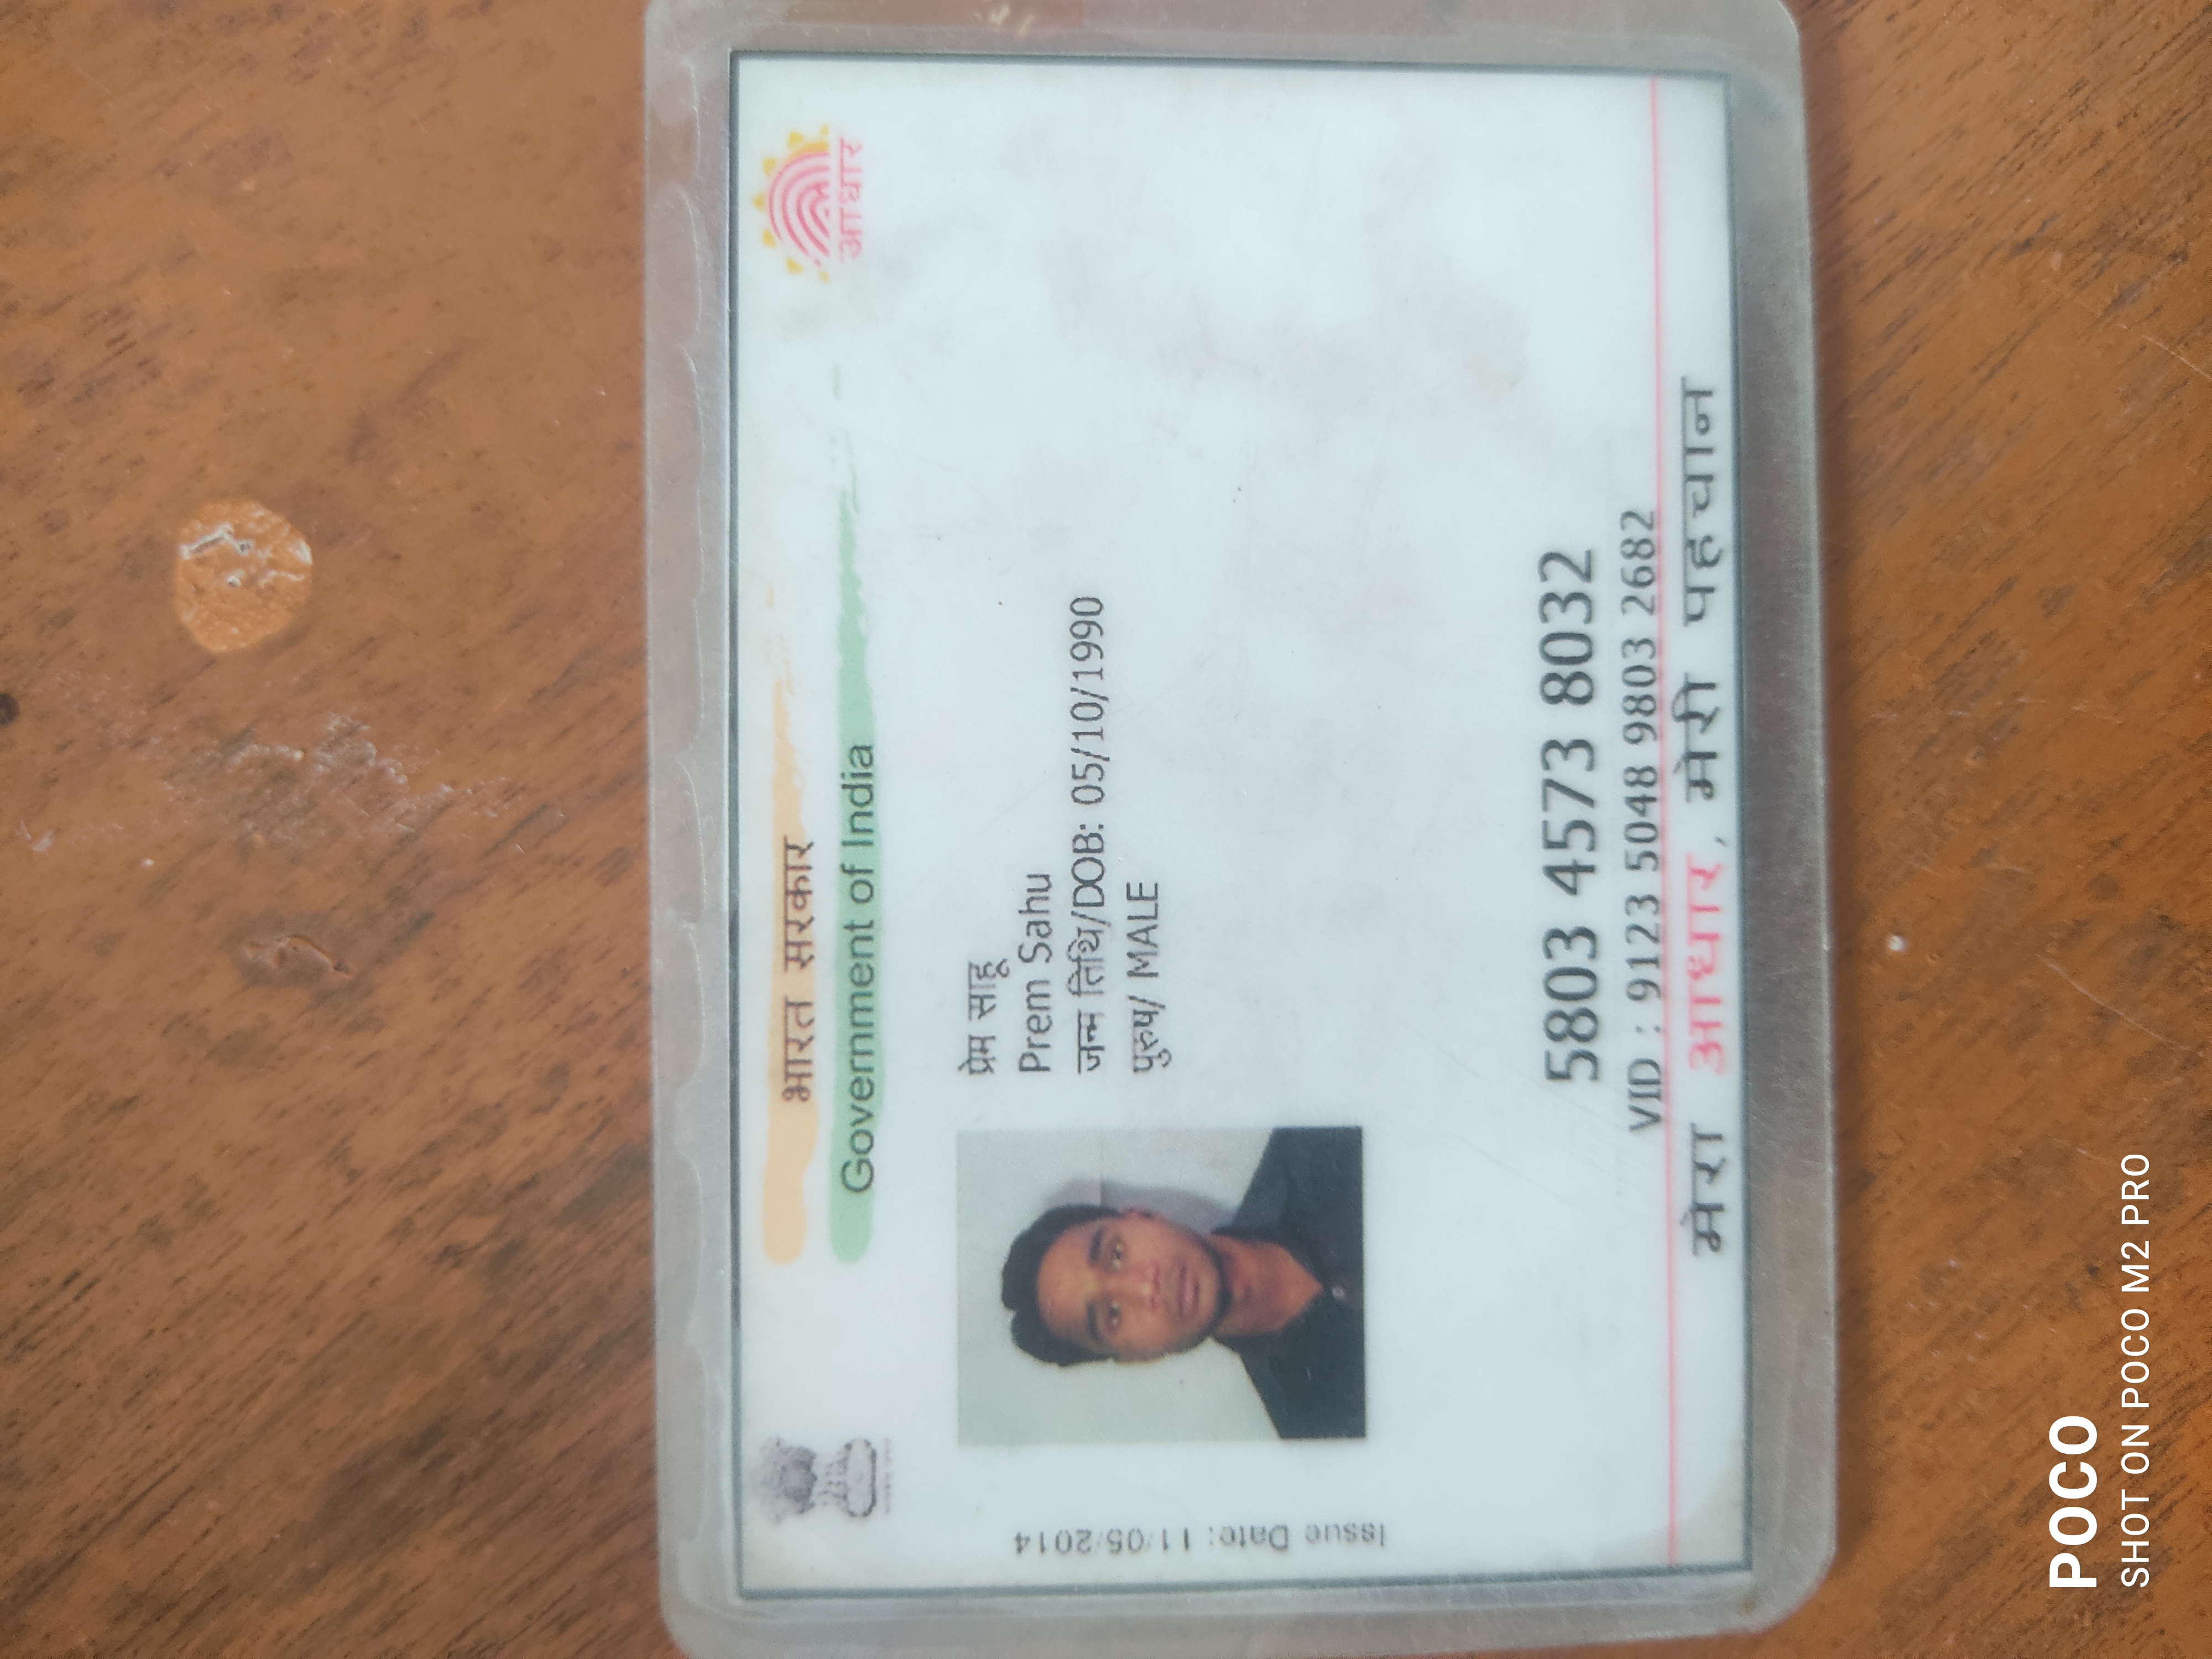 भारत सरकार
Government of India
आधार
Issue Date: 11/05/2014
प्रेम साहू
Prem Sahu
जन्म तिथि/DOB: 05/10/1990
पुरुष/ MALE
5803 4573 8032
VID : 9123 5048 9803 2682
मेरा आधार, मेरी पहचान
POCO
SHOT ON POCO M2 PRO